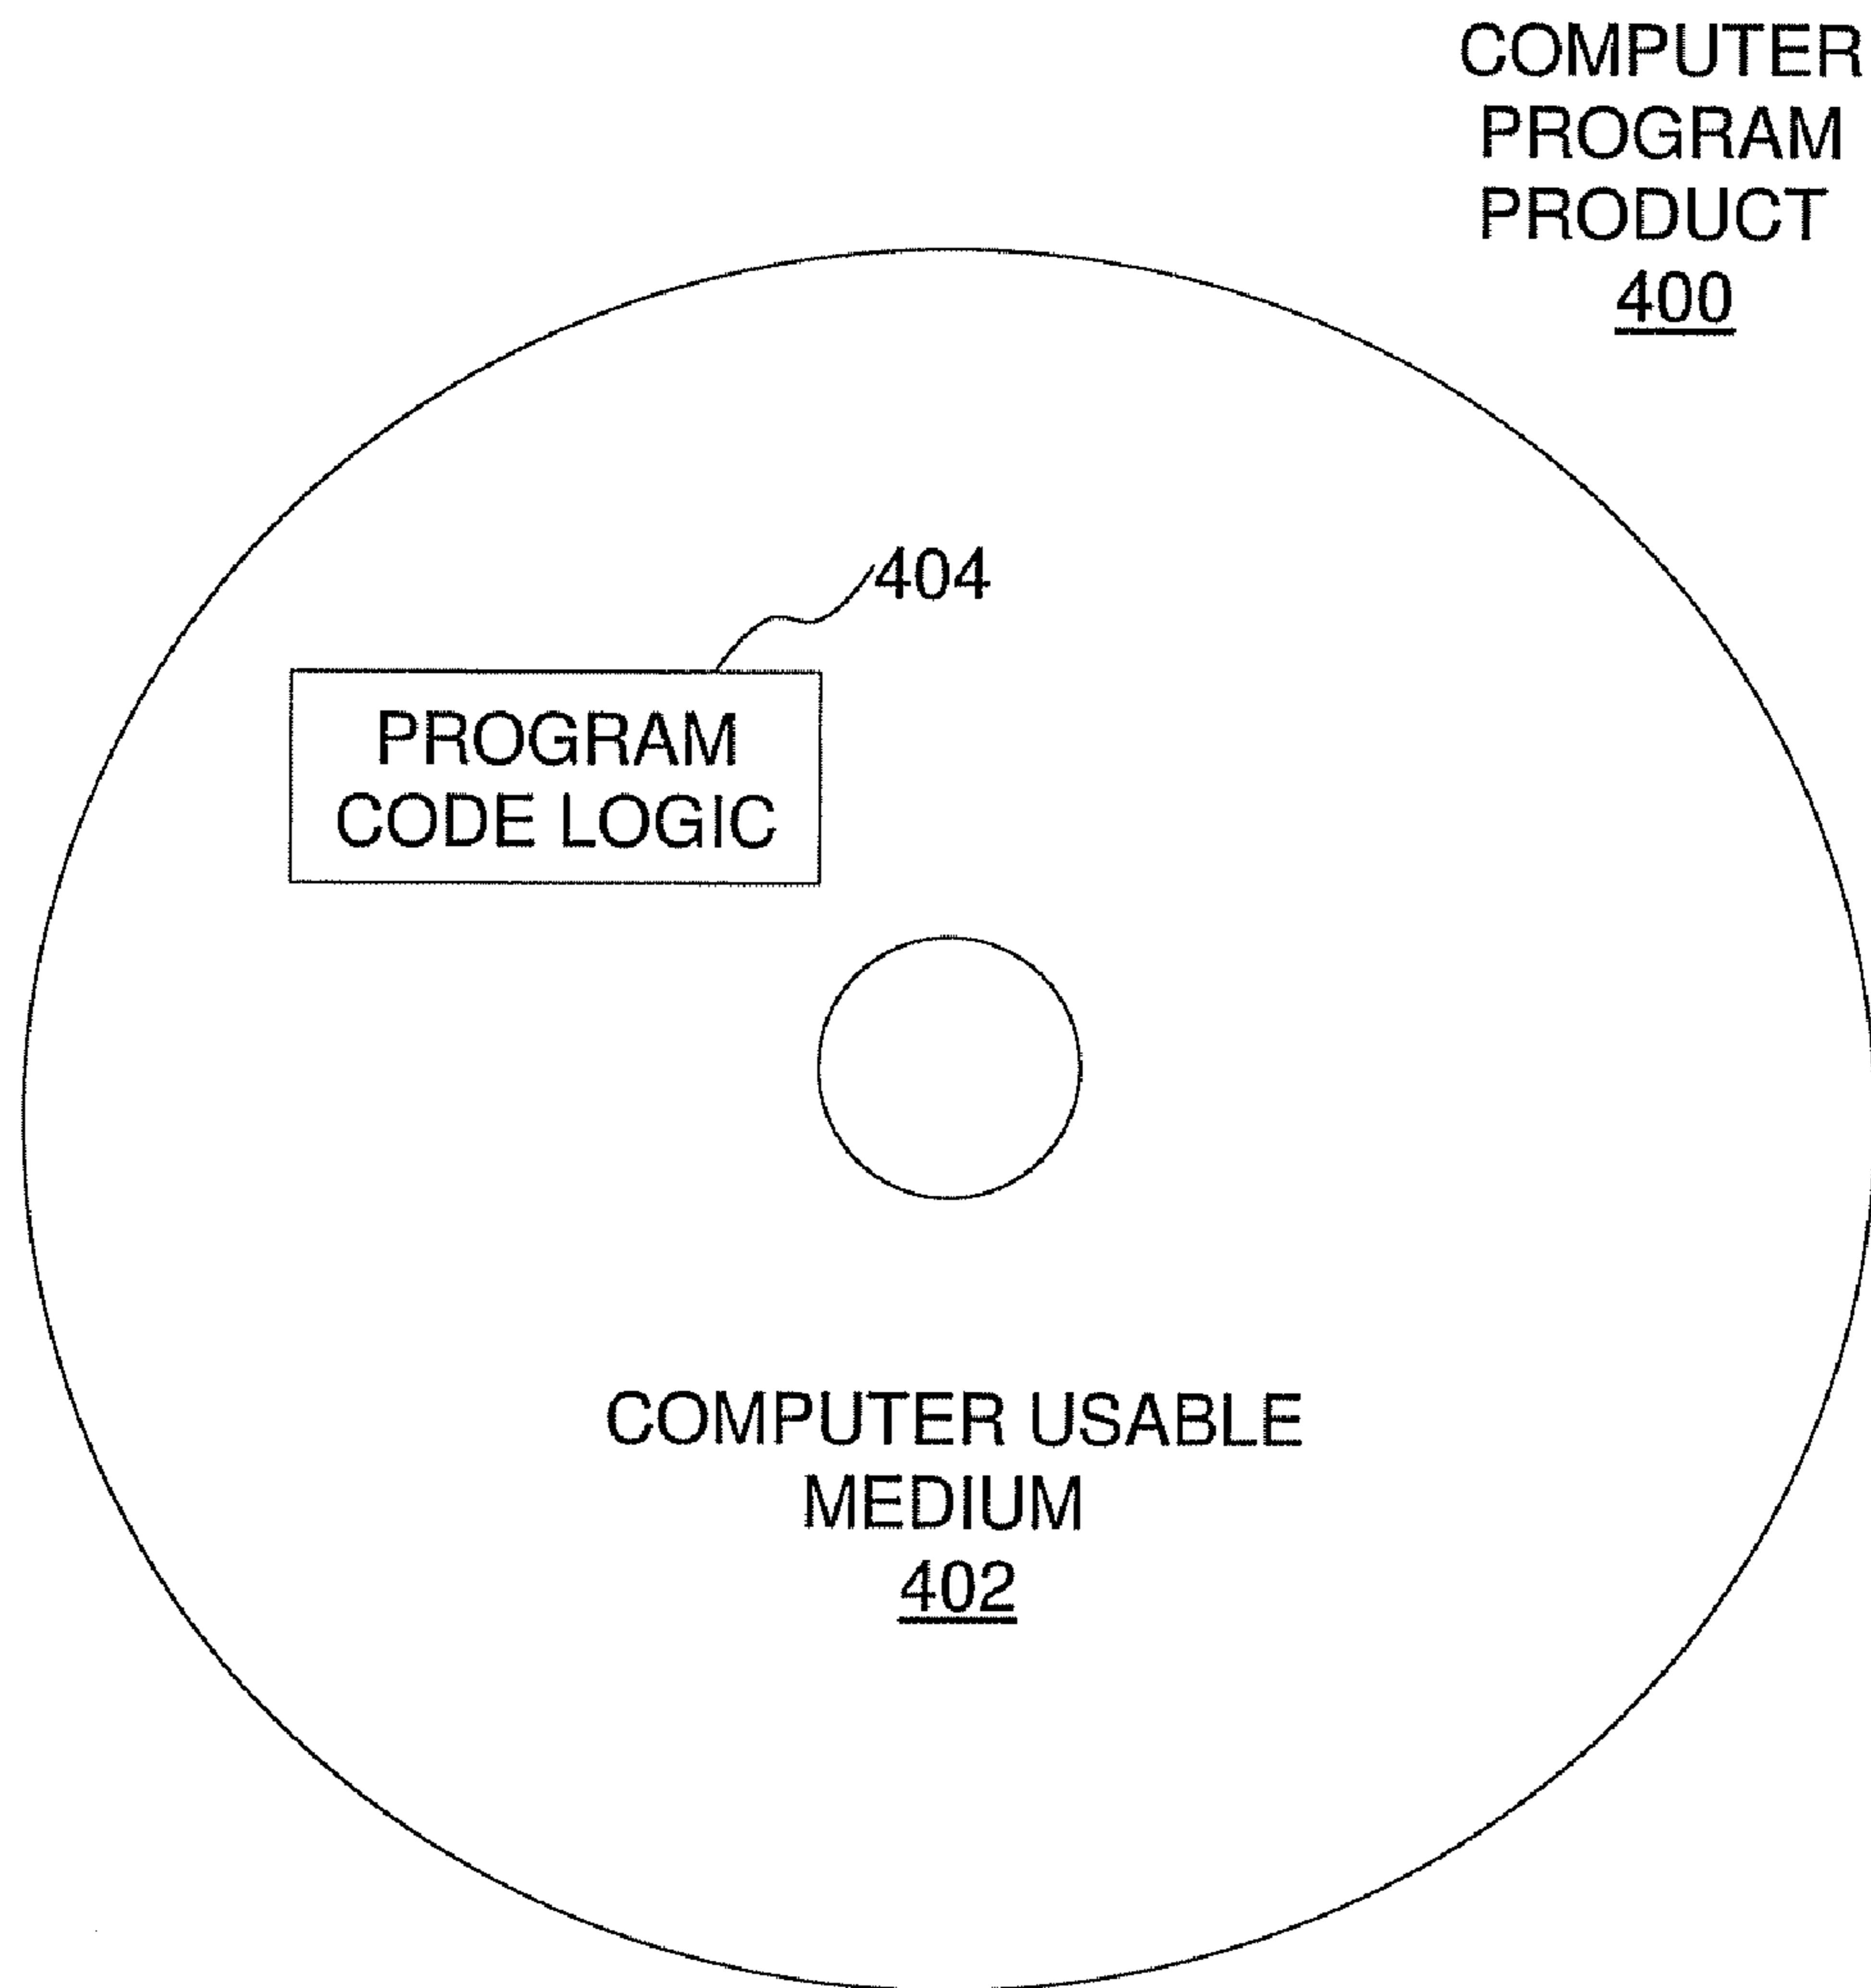 COMPUTER
PROGRAM
PRODUCT
400
404
PROGRAM
CODE LOGIC
COMPUTER USABLE
MEDIUM
402